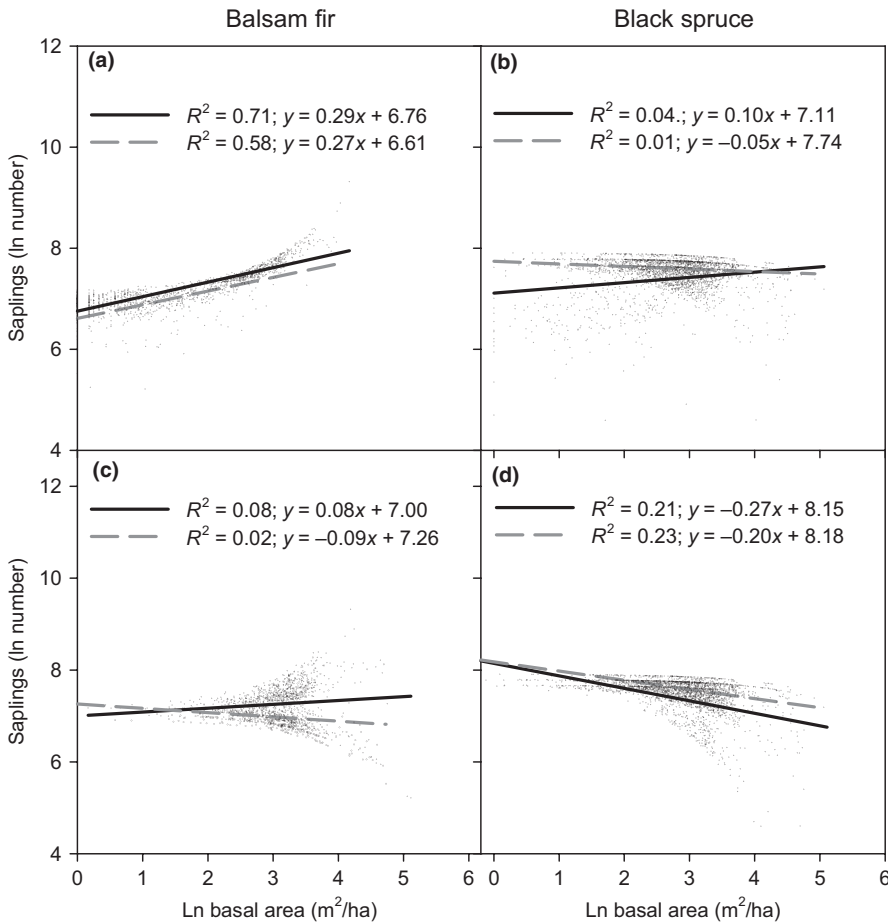 Balsam fir
Black spruce
12
(a)
R² = 0.71; y = 0.29x + 6.76
R² = 0.58; y = 0.27x + 6.61
10
8
6
4
Saplings (ln number)
(b)
R² = 0.04.; y = 0.10x + 7.11
R² = 0.01; y = –0.05x + 7.74
(c)
R² = 0.08; y = 0.08x + 7.00
R² = 0.02; y = –0.09x + 7.26
12
10
8
6
4
Saplings (ln number)
0 1 2 3 4 5 6
Ln basal area (m²/ha)
(d)
R² = 0.21; y = –0.27x + 8.15
R² = 0.23; y = –0.20x + 8.18
0 1 2 3 4 5 6
Ln basal area (m²/ha)